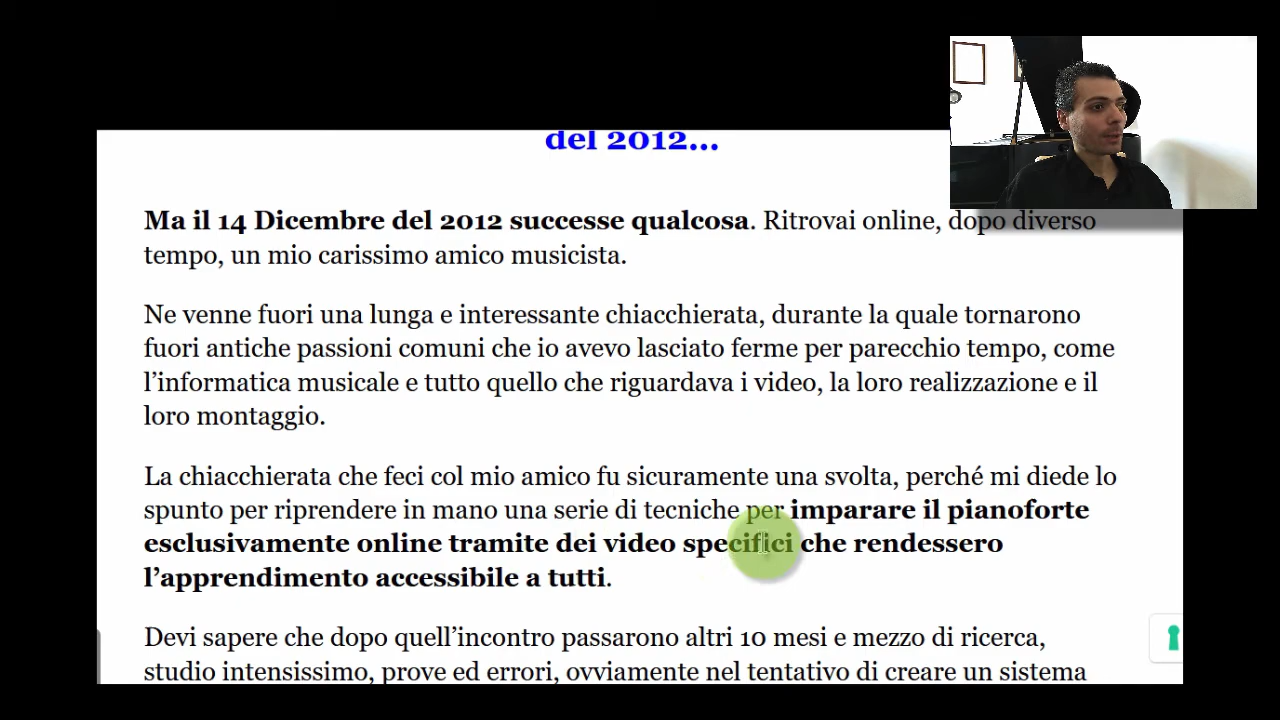 del 2012...
Ma il 14 Dicembre del 2012 successe qualcosa. Ritrovai online, dopo diverso
tempo, un mio carissimo amico musicista.
Ne venne fuori una lunga e interessante chiacchierata, durante la quale tornarono
fuori antiche passioni comuni che io avevo lasciato ferme per parecchio tempo, come
l’informatica musicale e tutto quello che riguardava i video, la loro realizzazione e il
loro montaggio.
La chiacchierata che feci col mio amico fu sicuramente una svolta, perché mi diede lo
spunto per riprendere in mano una serie di tecniche per imparare il pianoforte
esclusivamente online tramite dei video specifici che rendessero
l’apprendimento accessibile a tutti.
Devi sapere che dopo quell’incontro passarono altri 10 mesi e mezzo di ricerca,
studio intensissimo, prove ed errori, ovviamente nel tentativo di creare un sistema